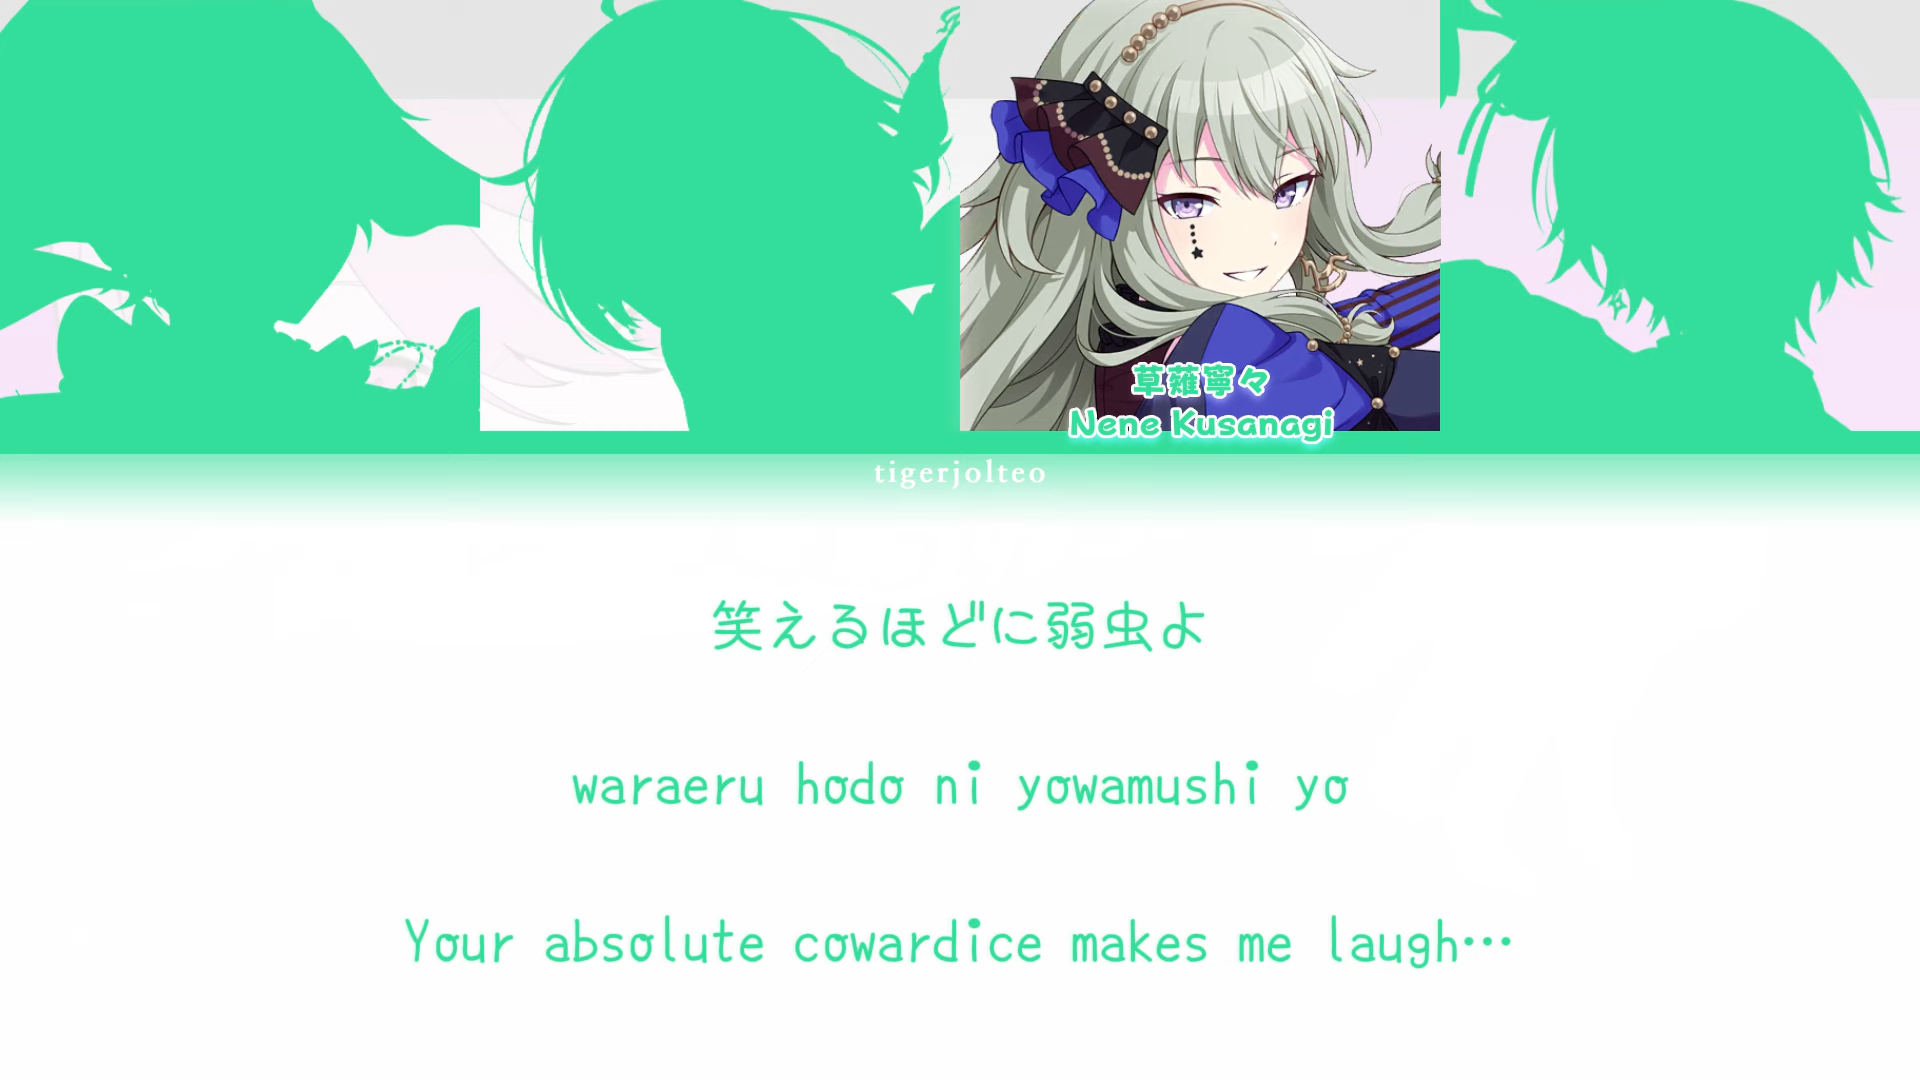 草薙寧々
Nene Kusanagi
tigerjolteo
笑えるほどに弱虫よ
waraeru hodo ni yowamushi yo
Your absolute cowardice makes me laugh…